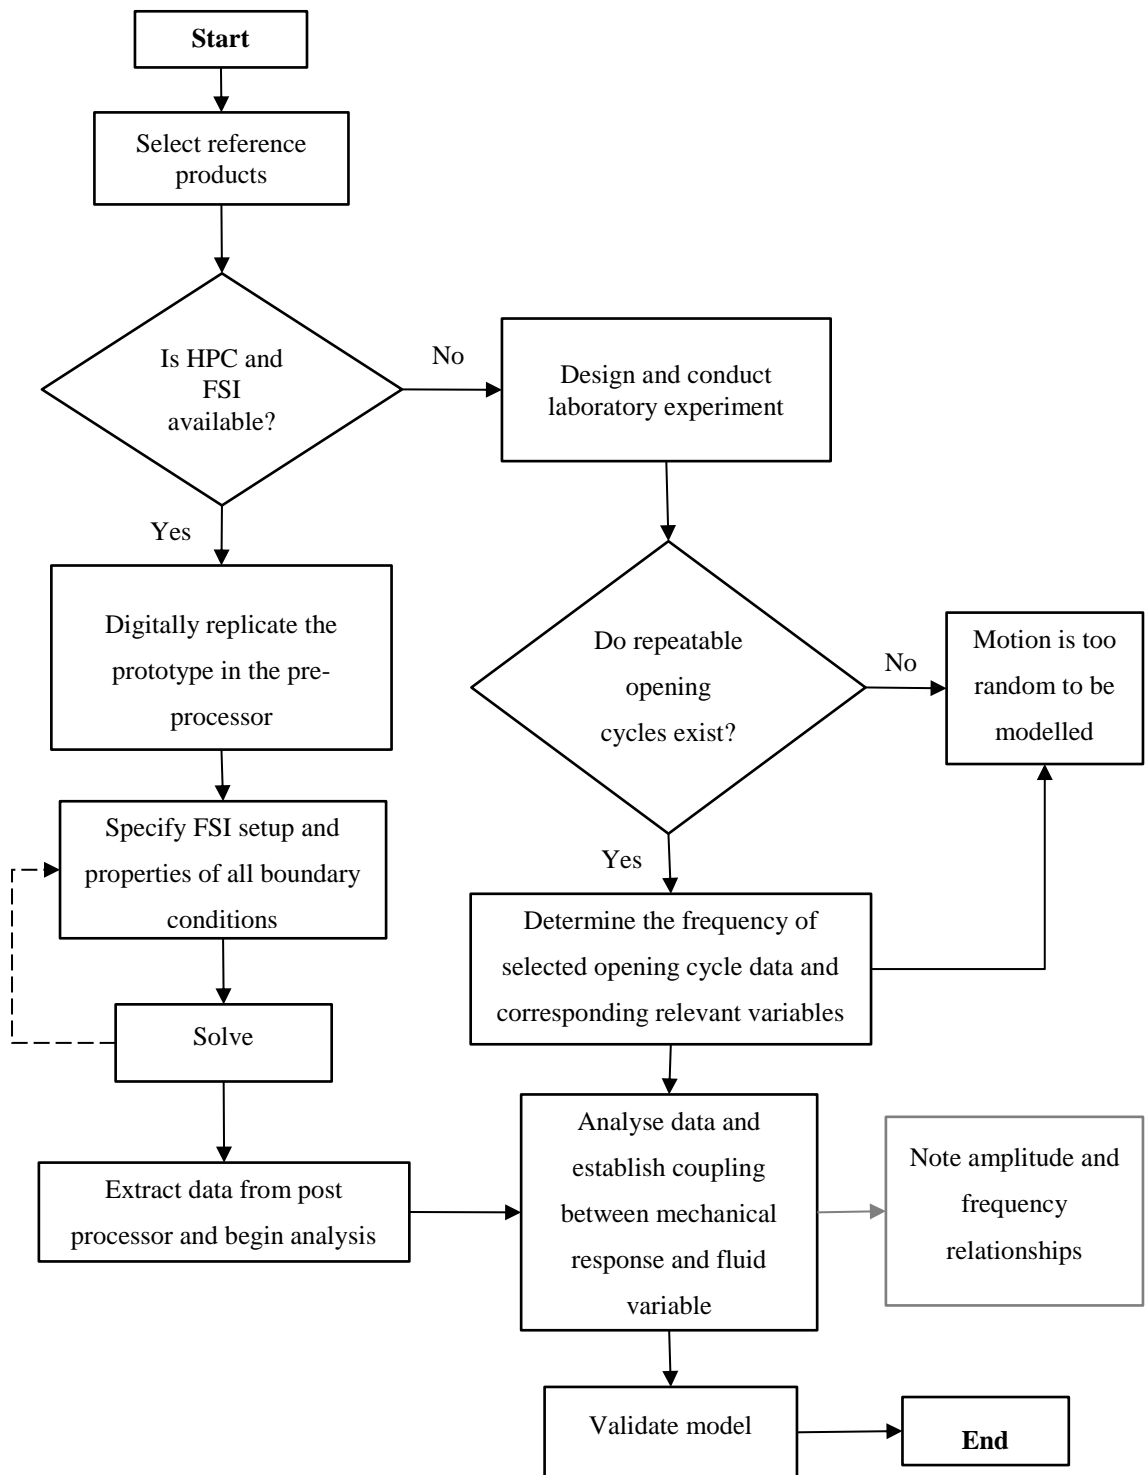 Start
Select reference
products
Is HPC and
FSI
available?
No
Design and conduct
laboratory experiment
Yes
Digitally replicate the
prototype in the pre-
processor
Do repeatable
opening
cycles exist?
No
Motion is too
random to be
modelled
Specify FSI setup and
properties of all boundary
conditions
Yes
Determine the frequency of
selected opening cycle data and
corresponding relevant variables
Solve
Extract data from post
processor and begin analysis
Analyse data and
establish coupling
between mechanical
response and fluid
variable
Note amplitude and
frequency
relationships
Validate model
End